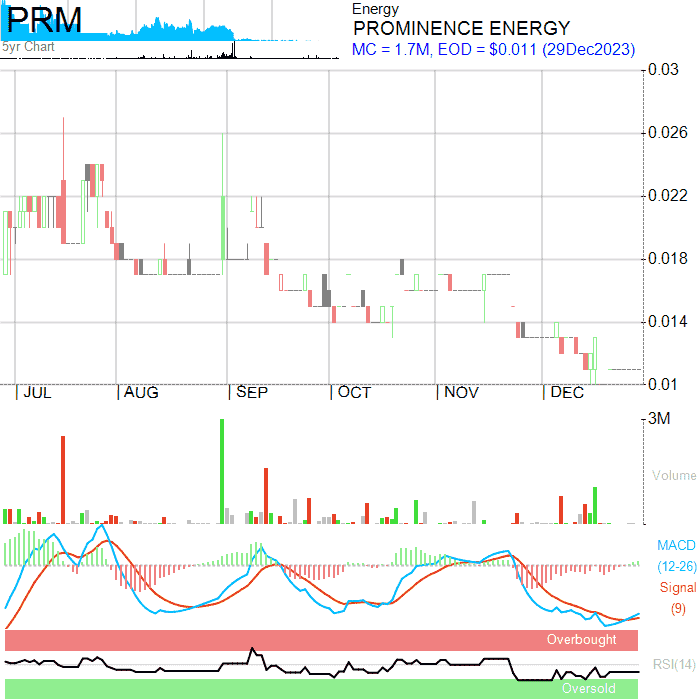 PRM
5yr Chart
Energy
PROMINENCE ENERGY
MC = 1.7M, EOD = $0.011 (29Dec2023)
0.03
0.026
0.022
0.018
0.014
0.01
JUL AUG SEP OCT NOV DEC
3M
Volume
MACD
(12-26)
Signal
(9)
Overbought
RSI(14)
Oversold